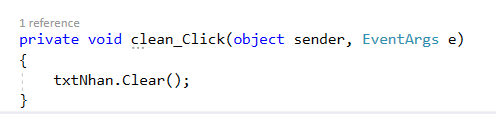 1 reference
private void clean_Click(object sender, EventArgs e)
{
txtNhan.Clear();
}